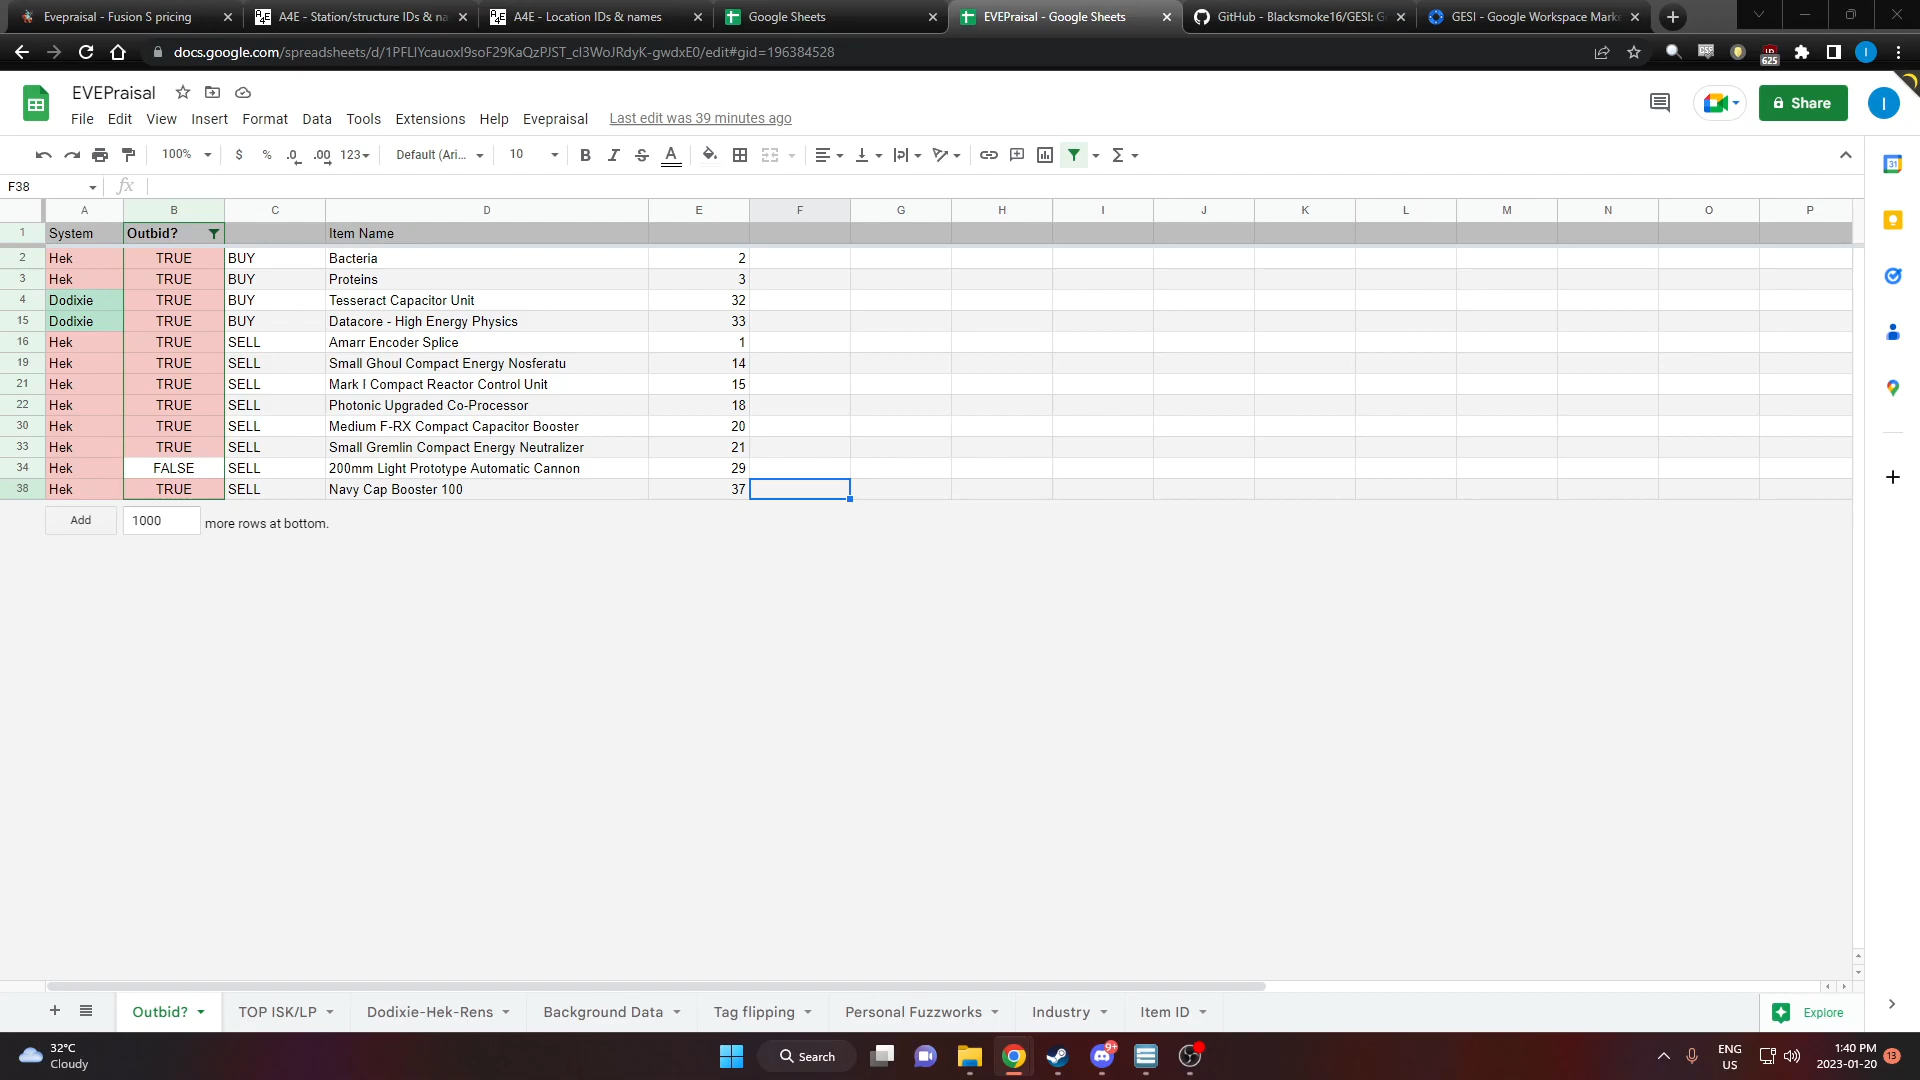 Evepraisal - Fusion S pricing
A4E - Station/structure IDs & na
A4E - Location IDs & names
Google Sheets
EVEPraisal - Google Sheets
GitHub - Blacksmoke16/GESI: G
GESI - Google Workspace Marke
docs.google.com/spreadsheets/d/1PFLlYcauoxl9soF29KaQzPJST_cl3WoJRdyK-gwdxE0/edit#gid=196384528
625
EVEPraisal
File Edit View Insert Format Data Tools Extensions Help Evepraisal Last edit was 39 minutes ago
Share
I
100% $ % .0 .00 123 Default (Ari... 10 B I S A
31
F38 fx
A B C D E F G H I J K L M N O P
1 System Outbid? Item Name
2 Hek TRUE BUY Bacteria 2
3 Hek TRUE BUY Proteins 3
4 Dodixie TRUE BUY Tesseract Capacitor Unit 32
15 Dodixie TRUE BUY Datacore - High Energy Physics 33
16 Hek TRUE SELL Amarr Encoder Splice 1
19 Hek TRUE SELL Small Ghoul Compact Energy Nosferatu 14
21 Hek TRUE SELL Mark I Compact Reactor Control Unit 15
22 Hek TRUE SELL Photonic Upgraded Co-Processor 18
30 Hek TRUE SELL Medium F-RX Compact Capacitor Booster 20
33 Hek TRUE SELL Small Gremlin Compact Energy Neutralizer 21
34 Hek FALSE SELL 200mm Light Prototype Automatic Cannon 29
38 Hek TRUE SELL Navy Cap Booster 100 37
Add 1000 more rows at bottom.
Outbid? TOP ISK/LP Dodixie-Hek-Rens Background Data Tag flipping Personal Fuzzworks Industry Item ID Explore
32°C
Cloudy
Search
9+
ENG
US
1:40 PM
2023-01-20
13